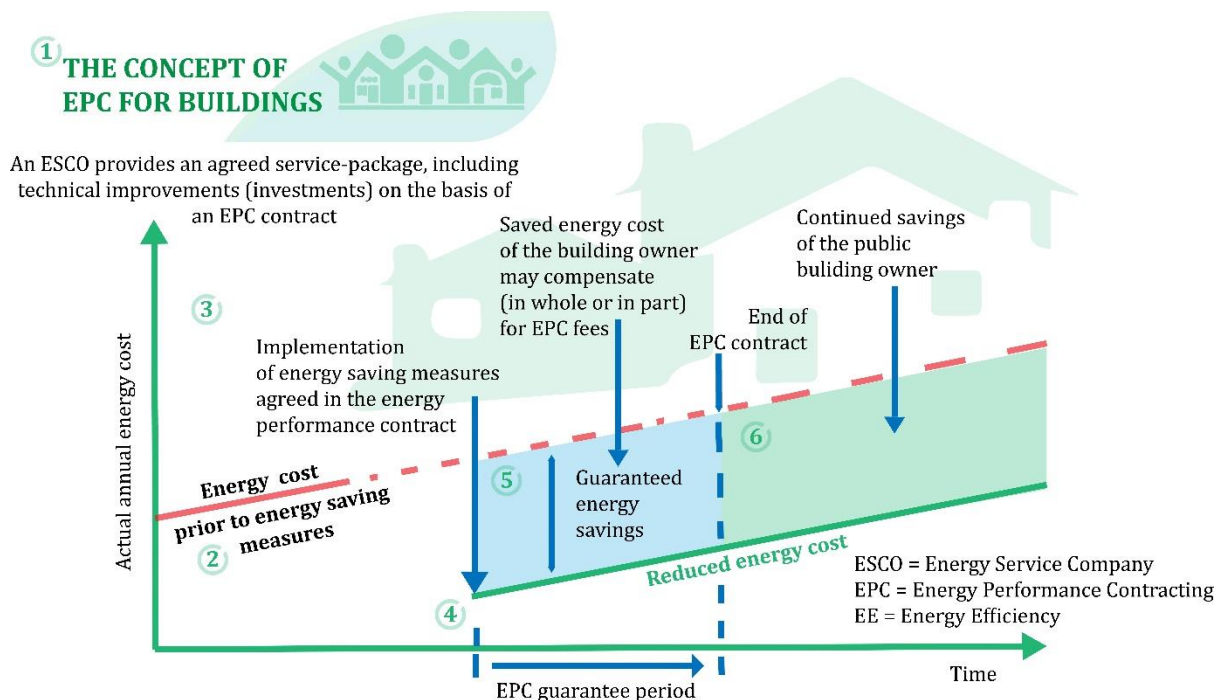 1
THE CONCEPT OF
EPC FOR BUILDINGS
An ESCO provides an agreed service-package, including
technical improvements (investments) on the basis of
an EPC contract
Saved energy cost
of the building owner
may compensate
(in whole or in part)
for EPC fees
Continued savings
of the public
buliding owner
3
End of
EPC contract
Implementation
of energy saving measures
agreed in the energy
performance contract
Actual annual energy cost
6
5
Energy cost
prior to energy saving
measures
2
Guaranteed
energy
savings
Reduced energy cost
4
ESCO = Energy Service Company
EPC = Energy Performance Contracting
EE = Energy Efficiency
Time
EPC guarantee period